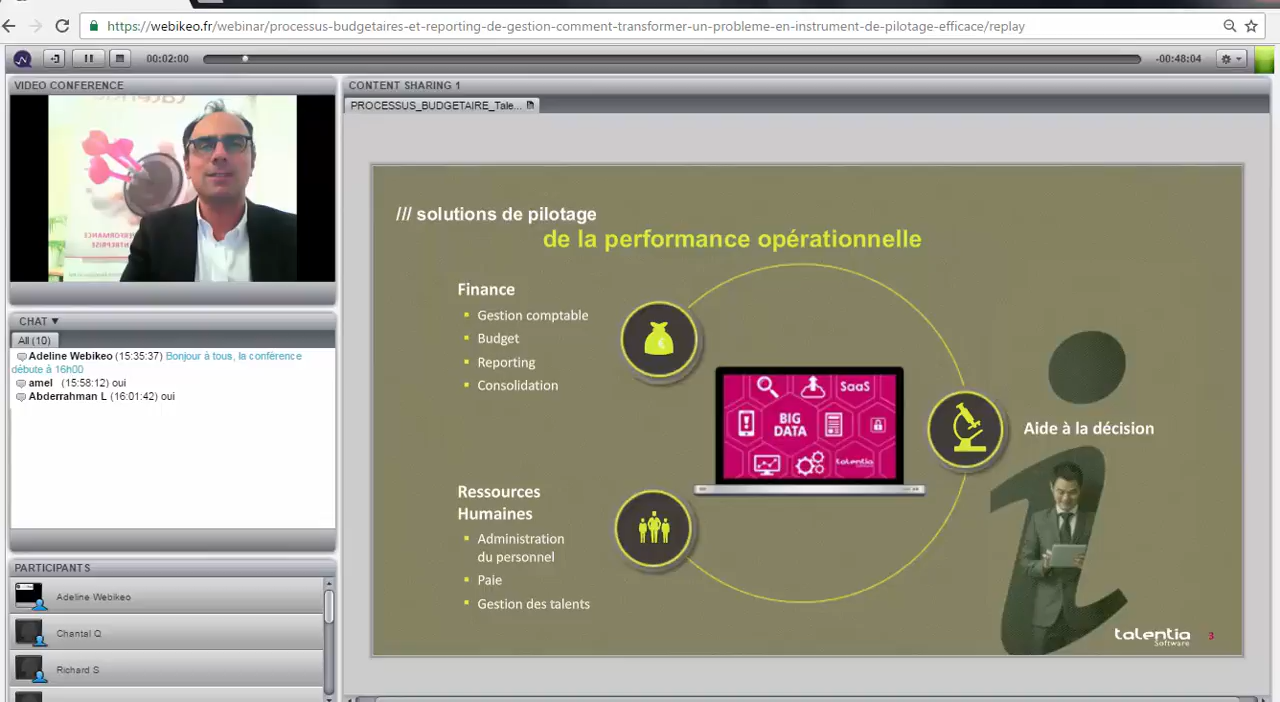 https://webikeo.fr/webinar/processus-budgetaires-et-reporting-de-gestion-comment-transformer-un-probleme-en-instrument-de-pilotage-efficace/replay
00:02:00
-00:48:04
VIDEO CONFERENCE
CONTENT SHARING 1
PROCESSUS_BUDGETAIRE_Tale...
CHAT
All (10)
Adeline Webikeo (15:35:37) Bonjour à tous, la conférence
débute à 16h00
amel (15:58:12) oui
Abderrahman L (16:01:42) oui
PARTICIPANTS
Adeline Webikeo
Chantal Q
Richard S
/// solutions de pilotage
de la performance opérationnelle
Finance
Gestion comptable
Budget
Reporting
Consolidation
SaaS
BIG
DATA
talentia
Aide à la décision
Ressources
Humaines
Administration
du personnel
Paie
Gestion des talents
talentia
Software
3